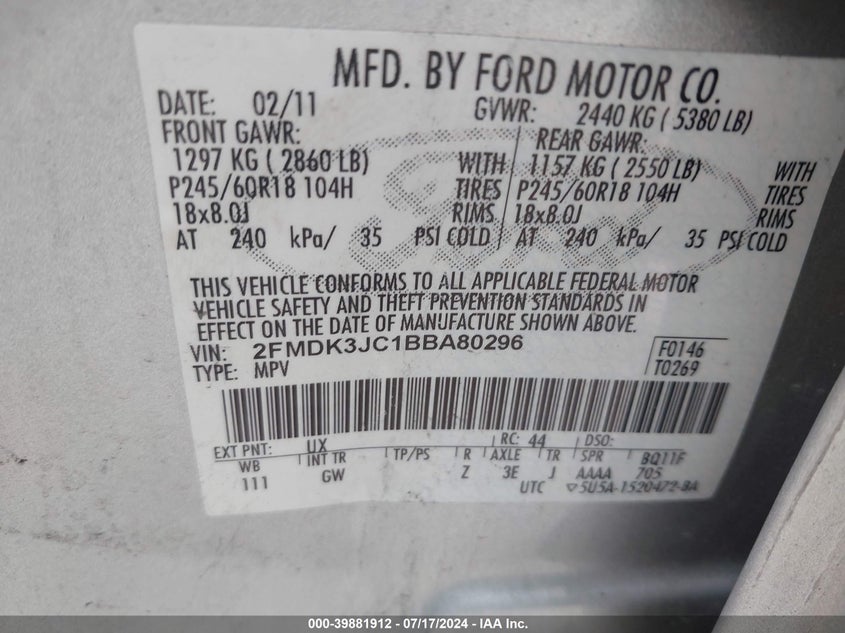 MFD. BY FORD MOTOR CO.
DATE: 02/11 GVWR: 2440 KG ( 5380 LB)
FRONT GAWR: REAR GAWR:
1297 KG ( 2860 LB) WITH 1157 KG ( 2550 LB) WITH
P245/60R18 104H TIRES P245/60R18 104H TIRES
18x8.0J RIMS 18x8.0J RIMS
AT 240 kPa/ 35 PSI COLD AT 240 kPa/ 35 PSI COLD
Ford
THIS VEHICLE CONFORMS TO ALL APPLICABLE FEDERAL MOTOR
VEHICLE SAFETY AND THEFT PREVENTION STANDARDS IN
EFFECT ON THE DATE OF MANUFACTURE SHOWN ABOVE.
VIN: 2FMDK3JC1BBA80296 F0146
TYPE: MPV T0269
EXT PNT: UX RC: 44 DSO:
WB INT TR TP/PS R AXLE TR SPR BQ11F
111 GW Z 3E J AAAA 705
UTC ▽5U5A-1520472-BA
000-39881912 - 07/17/2024 - IAA Inc.